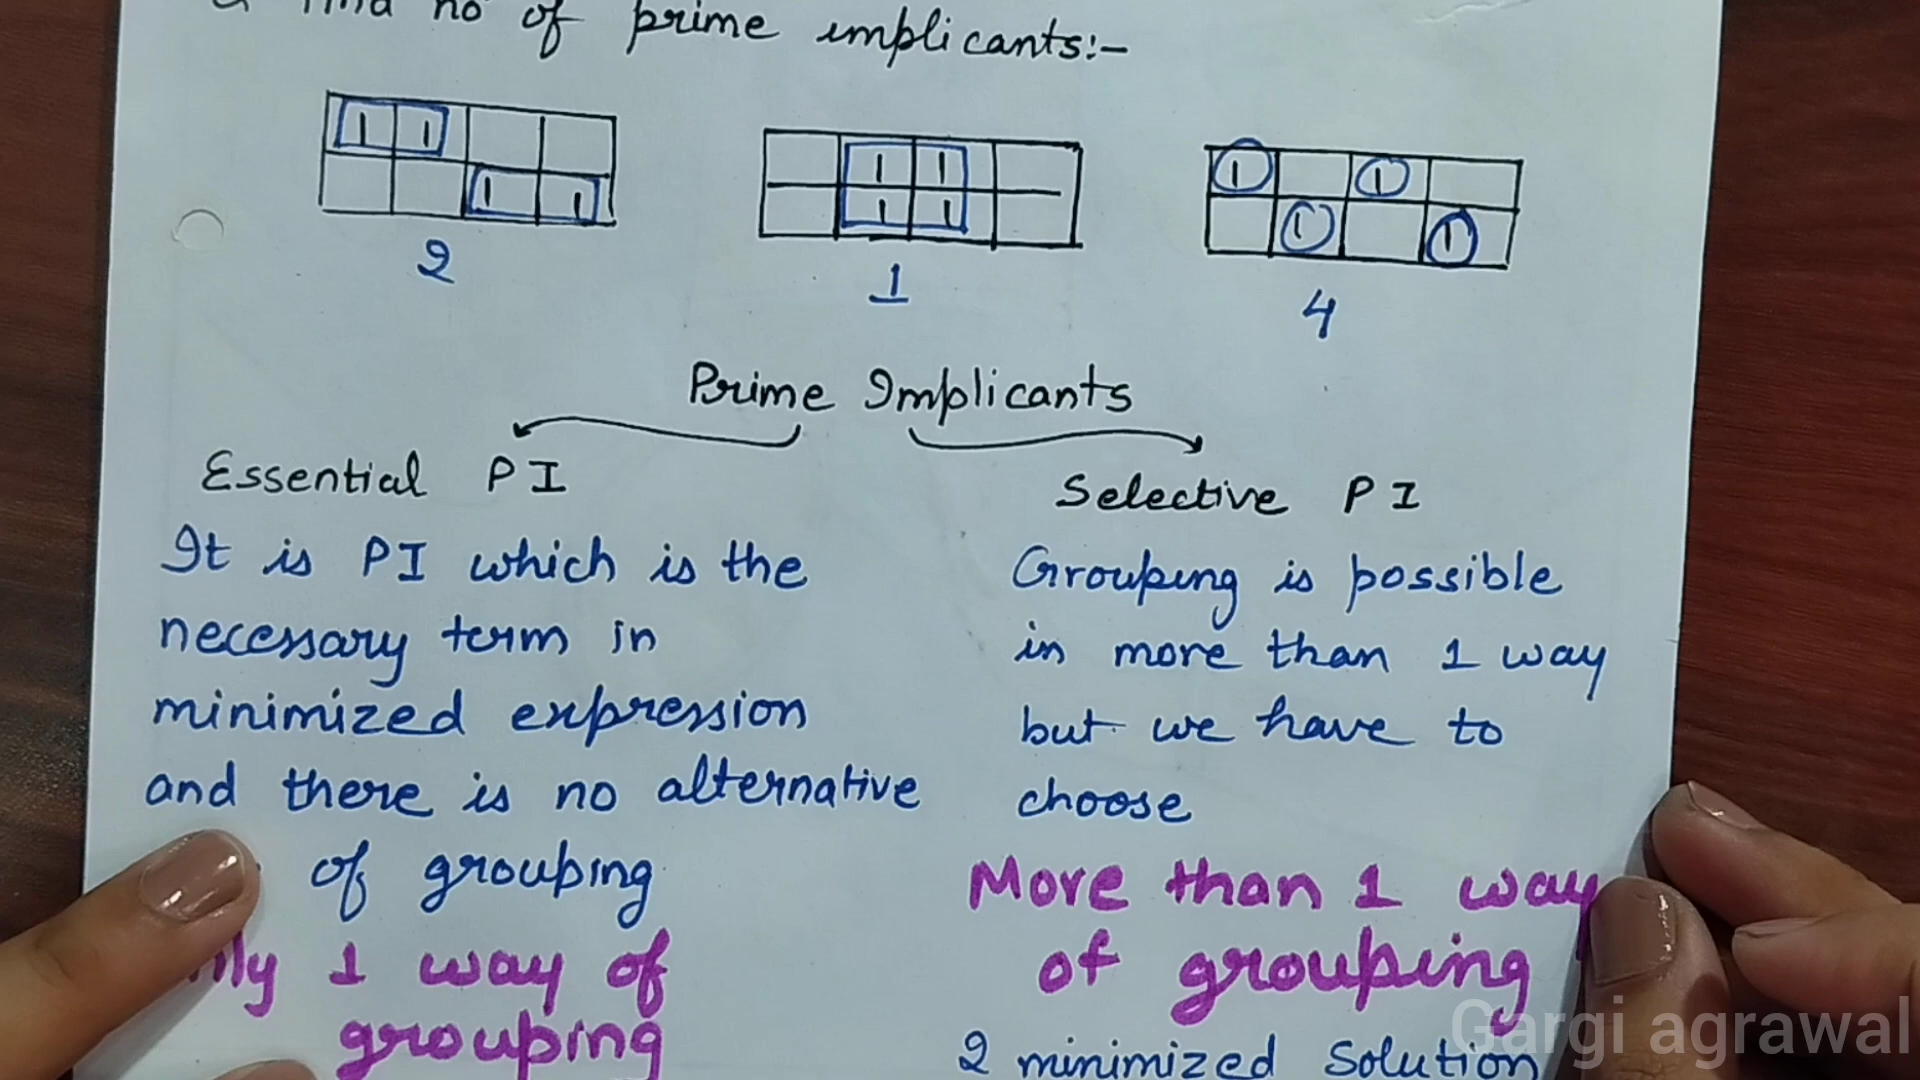 find no of prime implicants:-
1 1
1 1
1 1
1 1
1 1
1 1
2
1
4
Prime Implicants
Essential PI
Selective PI
It is PI which is the
necessary term in
minimized expression
and there is no alternative
of grouping
only 1 way of
grouping
Grouping is possible
in more than 1 way
but we have to
choose
More than 1 way
of grouping
2 minimized solution
Gargi agrawal